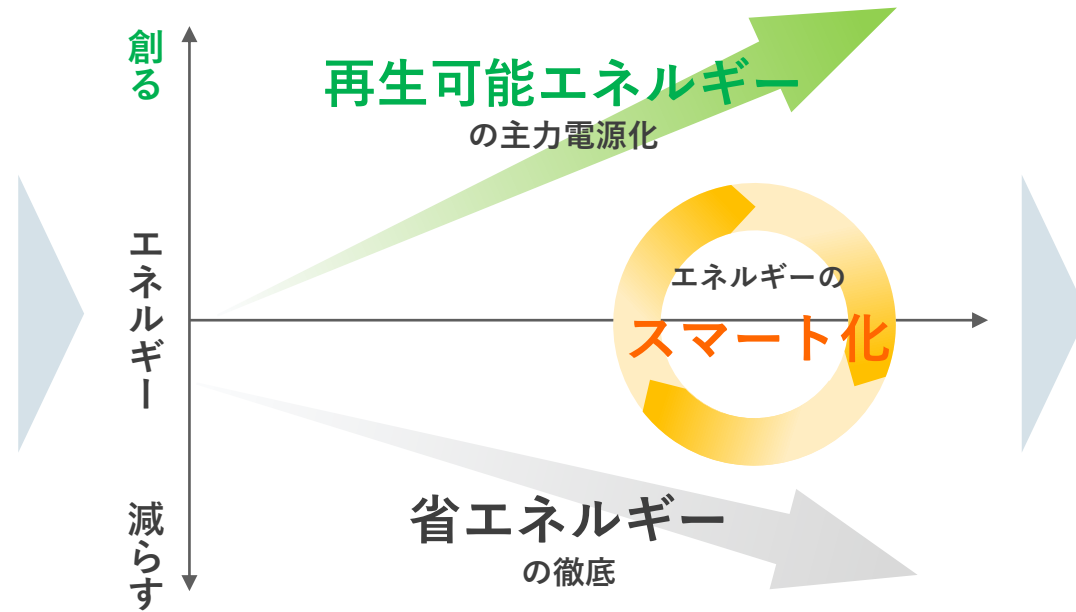 創る
エネルギー
減らす
再生可能エネルギー
の主力電源化
エネルギーの
スマート化
省エネルギー
の徹底